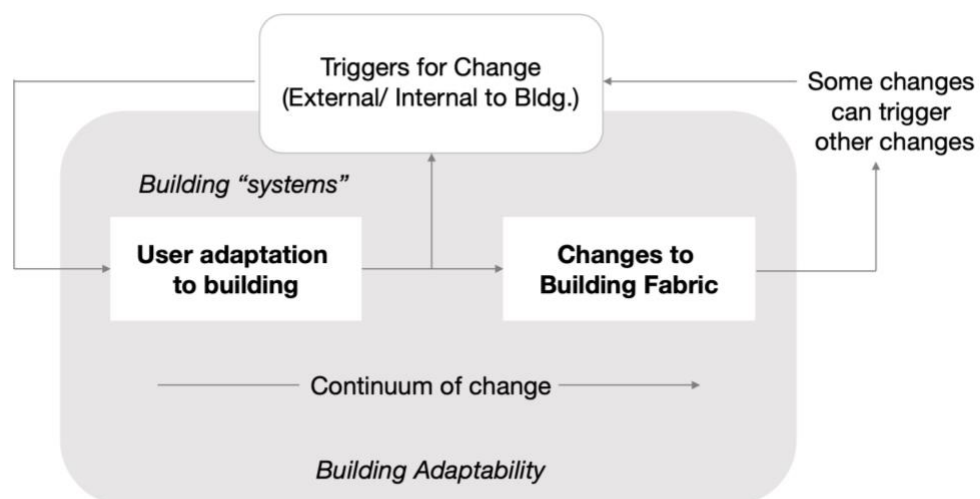 Triggers for Change
(External/ Internal to Bldg.)
Some changes
can trigger
other changes
Building “systems”
User adaptation
to building
Changes to
Building Fabric
Continuum of change
Building Adaptability